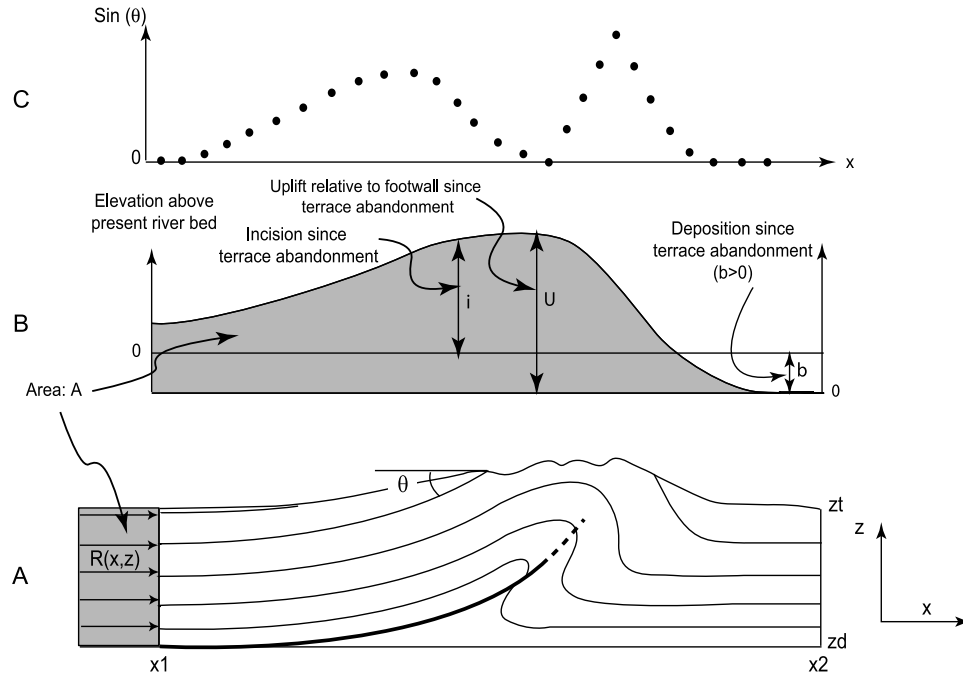 Sin (θ)
C
0
x
Elevation above
present river bed
Uplift relative to footwall since
terrace abandonment
Incision since
terrace abandonment
Deposition since
terrace abandonment
(b>0)
B
i
U
0
b
0
Area: A
θ
zt
R(x,z)
A
z
x
zd
x1
x2